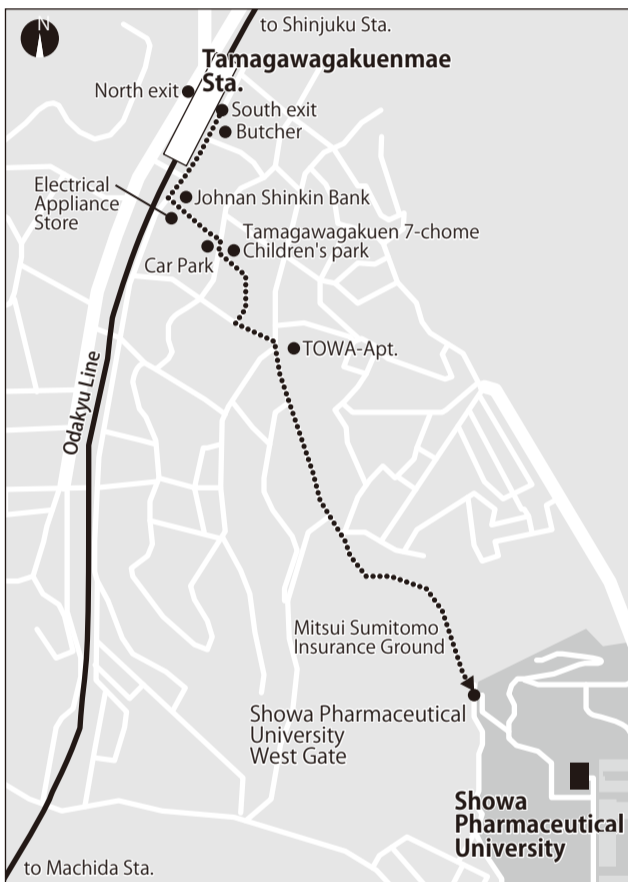 N
to Shinjuku Sta.
Tamagawagakuenmae
Sta.
North exit
South exit
Butcher
Electrical
Appliance
Store
Johnan Shinkin Bank
Tamagawagakuen 7-chome
Children's park
Car Park
TOWA-Apt.
Odakyu Line
Mitsui Sumitomo
Insurance Ground
Showa Pharmaceutical
University
West Gate
Showa
Pharmaceutical
University
to Machida Sta.